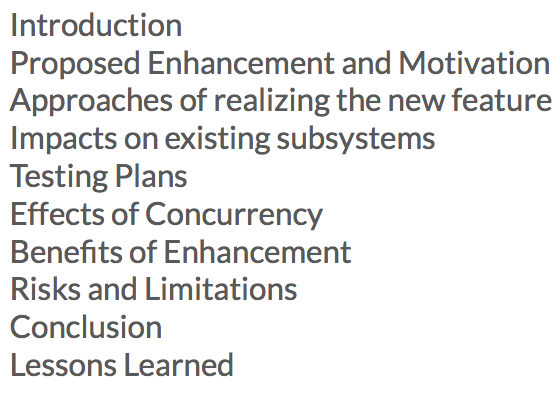 Introduction
Proposed Enhancement and Motivation
Approaches of realizing the new feature
Impacts on existing subsystems
Testing Plans
Effects of Concurrency
Benefits of Enhancement
Risks and Limitations
Conclusion
Lessons Learned